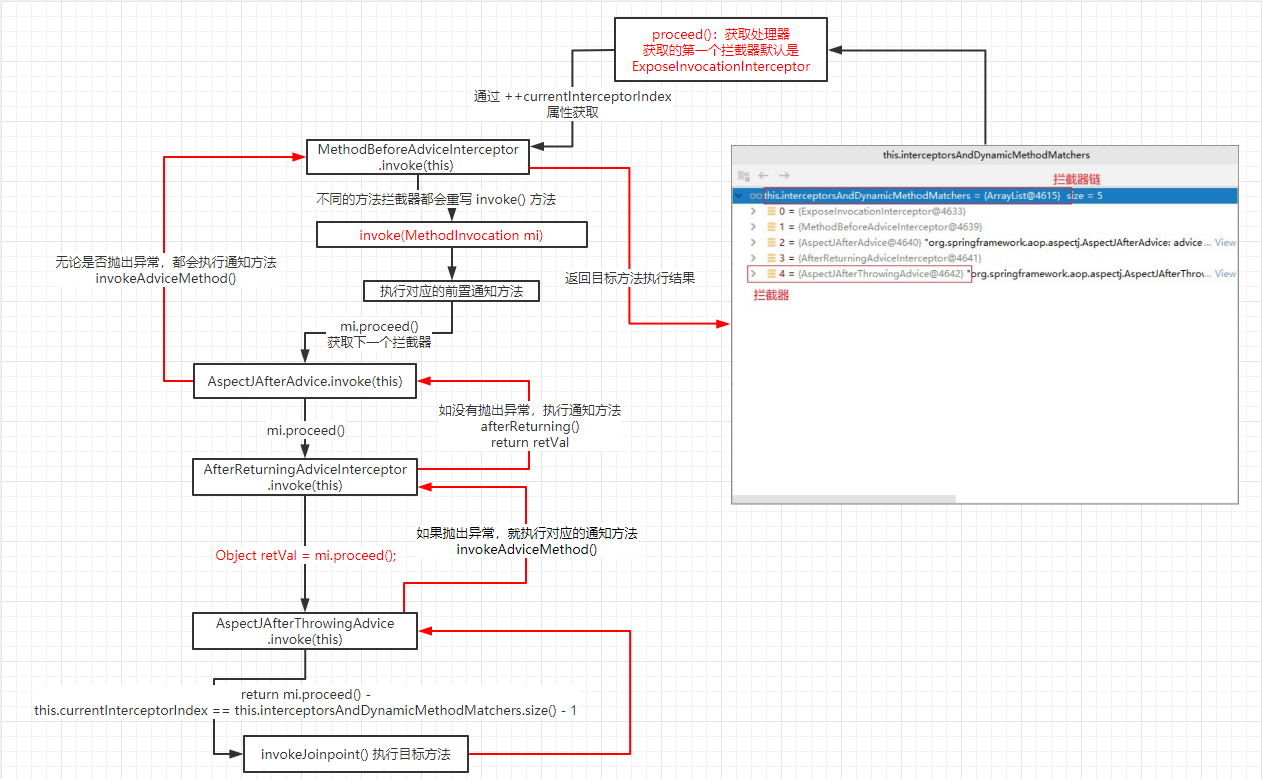 proceed()：获取处理器
获取的第一个拦截器默认是
ExposeInvocationInterceptor
通过 ++currentInterceptorIndex
属性获取
MethodBeforeAdviceInterceptor
.invoke(this)
不同的方法拦截器都会重写 invoke() 方法
invoke(MethodInvocation mi)
无论是否抛出异常，都会执行通知方法
invokeAdviceMethod()
执行对应的前置通知方法
返回目标方法执行结果
mi.proceed()
获取下一个拦截器
AspectJAfterAdvice.invoke(this)
如没有抛出异常，执行通知方法
afterReturning()
return retVal
mi.proceed()
AfterReturningAdviceInterceptor
.invoke(this)
如果抛出异常，就执行对应的通知方法
invokeAdviceMethod()
Object retVal = mi.proceed();
AspectJAfterThrowingAdvice
.invoke(this)
return mi.proceed() -
this.currentInterceptorIndex == this.interceptorsAndDynamicMethodMatchers.size() - 1
invokeJoinpoint() 执行目标方法
this.interceptorsAndDynamicMethodMatchers
拦截器链
this.interceptorsAndDynamicMethodMatchers = {ArrayList@4615} size = 5
0 = {ExposeInvocationInterceptor@4633}
1 = {MethodBeforeAdviceInterceptor@4639}
2 = {AspectJAfterAdvice@4640} "org.springframework.aop.aspectj.AspectJAfterAdvice: advice ... View
3 = {AfterReturningAdviceInterceptor@4641}
4 = {AspectJAfterThrowingAdvice@4642} "org.springframework.aop.aspectj.AspectJAfterThrow... View
拦截器